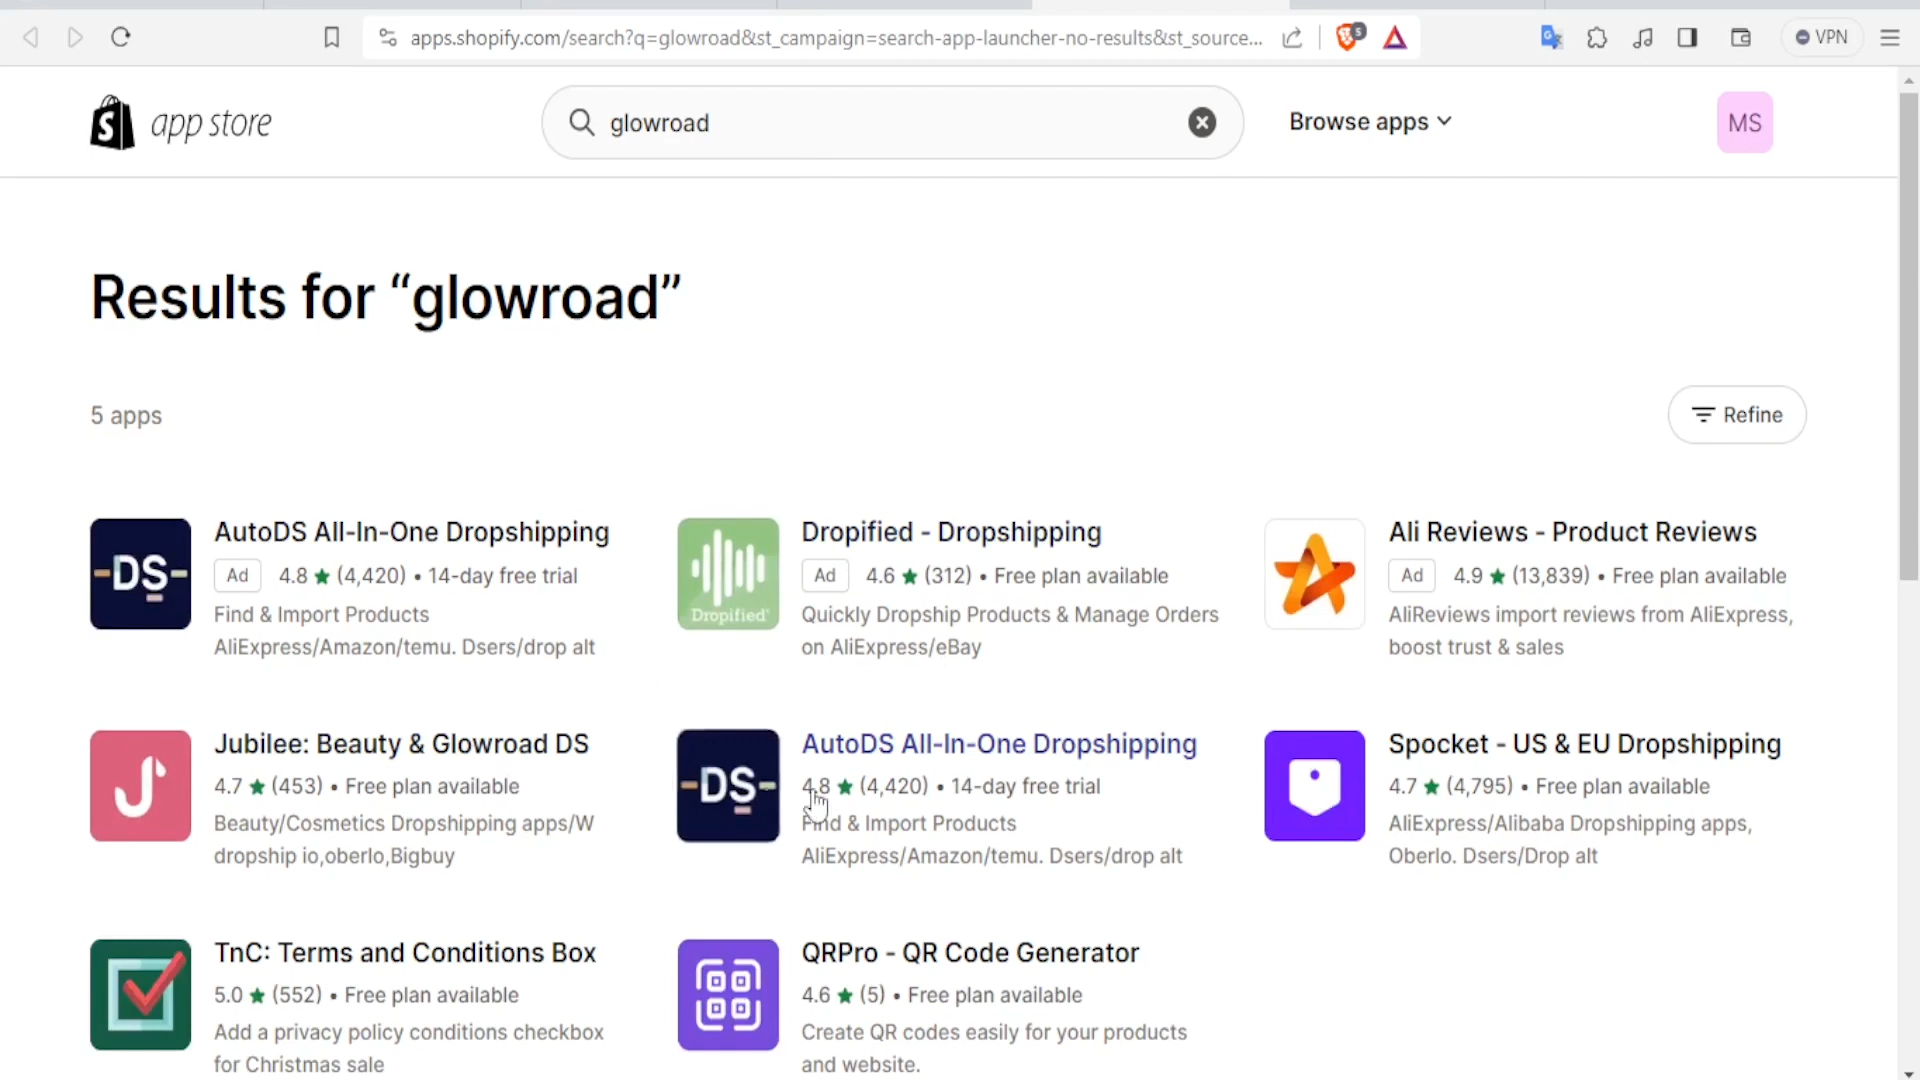 apps.shopify.com/search?q=glowroad&st_campaign=search-app-launcher-no-results&st_source...
5
VPN
app store
glowroad
Browse apps
MS
Results for “glowroad”
5 apps
Refine
DS
AutoDS All-In-One Dropshipping
Ad 4.8 ★ (4,420) • 14-day free trial
Find & Import Products
AliExpress/Amazon/temu. Dsers/drop alt
Dropified
Dropified - Dropshipping
Ad 4.6 ★ (312) • Free plan available
Quickly Dropship Products & Manage Orders
on AliExpress/eBay
Ali Reviews - Product Reviews
Ad 4.9 ★ (13,839) • Free plan available
AliReviews import reviews from AliExpress,
boost trust & sales
Jubilee: Beauty & Glowroad DS
4.7 ★ (453) • Free plan available
Beauty/Cosmetics Dropshipping apps/W
dropship io,oberlo,Bigbuy
DS
AutoDS All-In-One Dropshipping
4.8 ★ (4,420) • 14-day free trial
Find & Import Products
AliExpress/Amazon/temu. Dsers/drop alt
Spocket - US & EU Dropshipping
4.7 ★ (4,795) • Free plan available
AliExpress/Alibaba Dropshipping apps,
Oberlo. Dsers/Drop alt
TnC: Terms and Conditions Box
5.0 ★ (552) • Free plan available
Add a privacy policy conditions checkbox
for Christmas sale
QRPro - QR Code Generator
4.6 ★ (5) • Free plan available
Create QR codes easily for your products
and website.